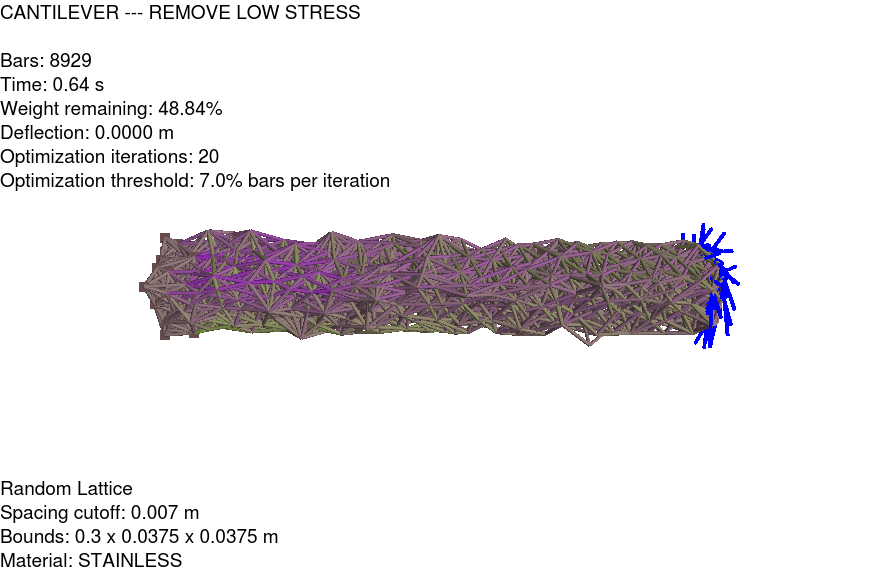 CANTILEVER --- REMOVE LOW STRESS
Bars: 8929
Time: 0.64 s
Weight remaining: 48.84%
Deflection: 0.0000 m
Optimization iterations: 20
Optimization threshold: 7.0% bars per iteration
Random Lattice
Spacing cutoff: 0.007 m
Bounds: 0.3 x 0.0375 x 0.0375 m
Material: STAINLESS